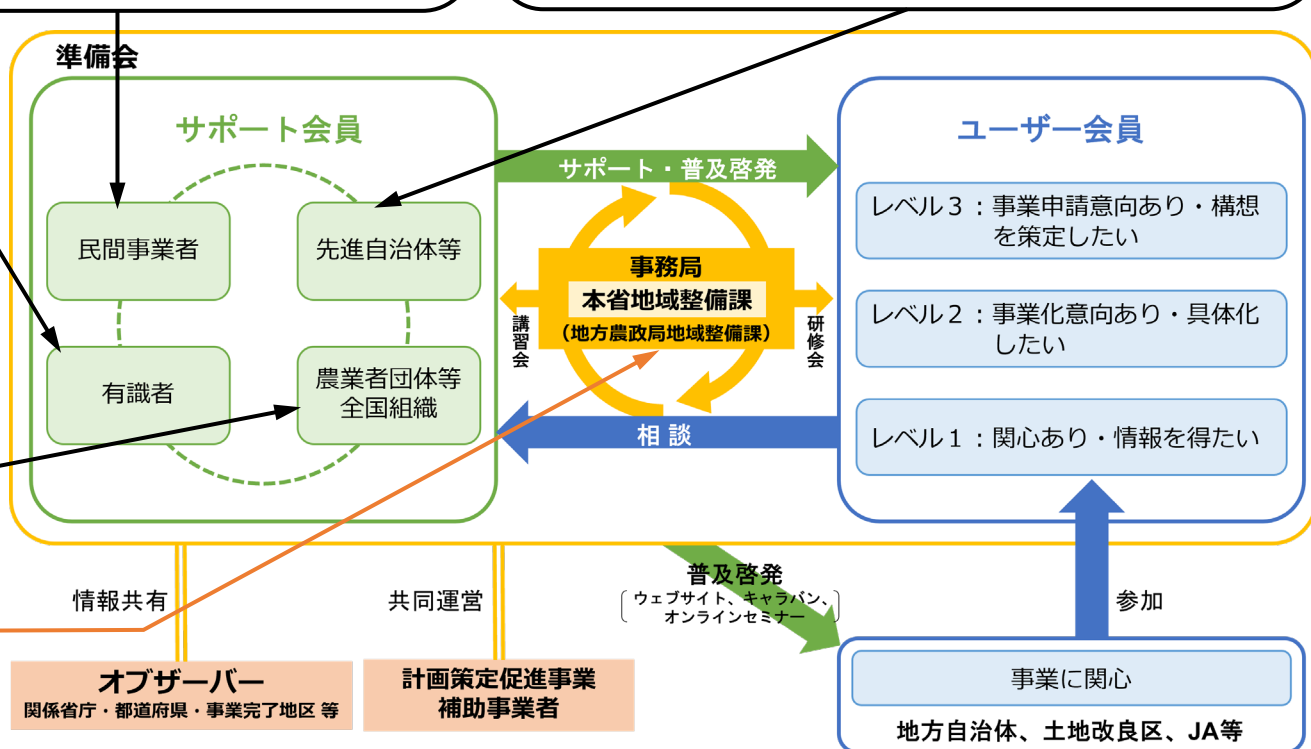 準備会
サポート会員
民間事業者
先進自治体等
有識者
農業者団体等
全国組織
サポート・普及啓発
事務局
本省地域整備課
(地方農政局地域整備課)
講習会
研修会
相談
ユーザー会員
レベル３：事業申請意向あり・構想
を策定したい
レベル２：事業化意向あり・具体化
したい
レベル１：関心あり・情報を得たい
情報共有
共同運営
普及啓発
ウェブサイト、キャラバン、
オンラインセミナー
参加
オブザーバー
関係省庁・都道府県・事業完了地区 等
計画策定促進事業
補助事業者
事業に関心
地方自治体、土地改良区、JA等